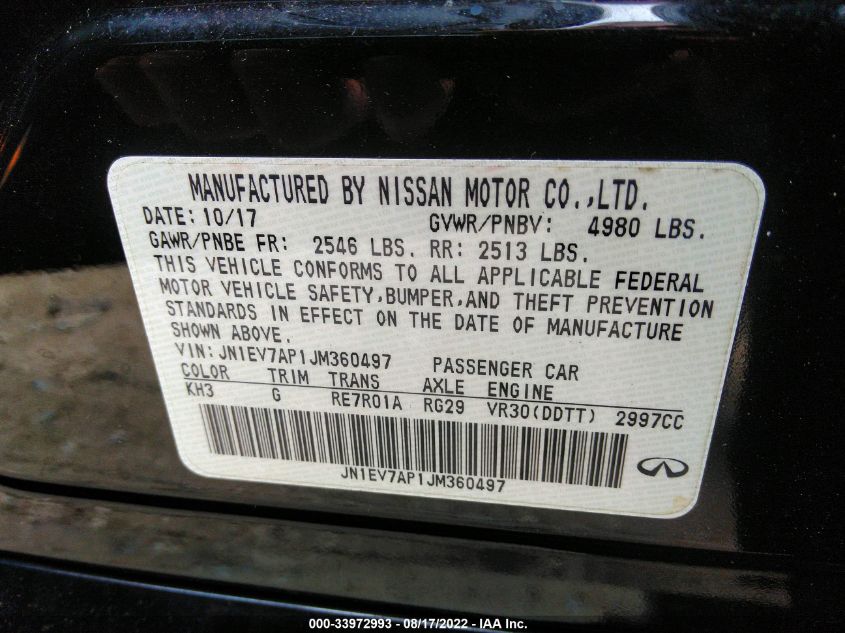 MANUFACTURED BY NISSAN MOTOR CO.,LTD.
DATE: 10/17 GVWR/PNBV: 4980 LBS.
GAWR/PNBE FR: 2546 LBS. RR: 2513 LBS.
THIS VEHICLE CONFORMS TO ALL APPLICABLE FEDERAL
MOTOR VEHICLE SAFETY,BUMPER,AND THEFT PREVENTION
STANDARDS IN EFFECT ON THE DATE OF MANUFACTURE
SHOWN ABOVE.
VIN: JN1EV7AP1JM360497 PASSENGER CAR
COLOR TRIM TRANS AXLE ENGINE
KH3 G RE7R01A RG29 VR30(DDTT) 2997CC
JN1EV7AP1JM360497
000-33972993 - 08/17/2022 - IAA Inc.